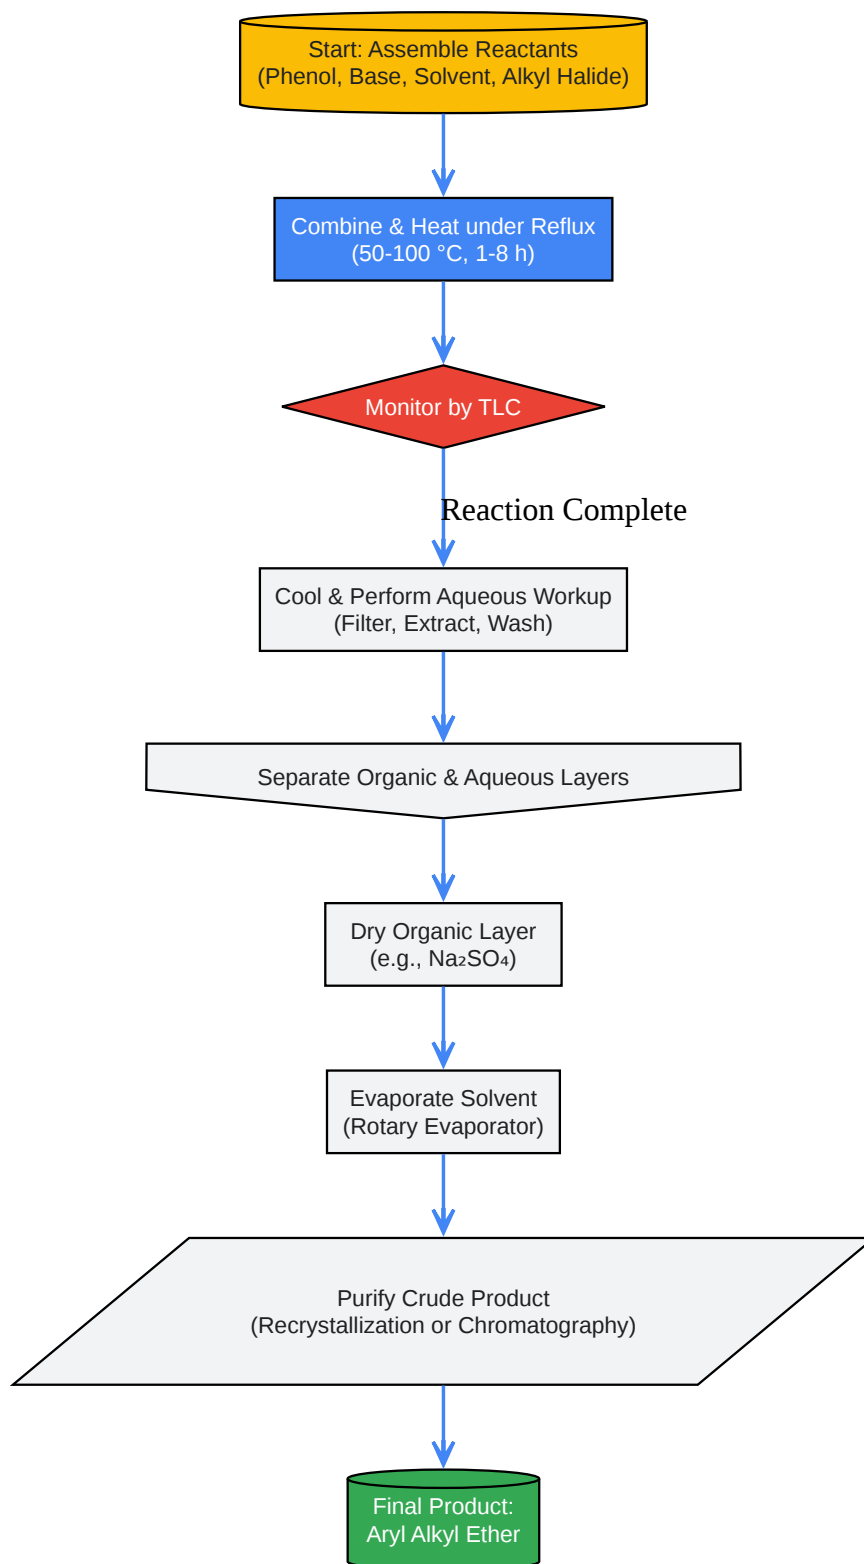 Start: Assemble Reactants
(Phenol, Base, Solvent, Alkyl Halide)
Combine & Heat under Reflux
(50-100 °C, 1-8 h)
Monitor by TLC
Reaction Complete
Cool & Perform Aqueous Workup
(Filter, Extract, Wash)
Separate Organic & Aqueous Layers
Dry Organic Layer
(e.g., Na₂SO₄)
Evaporate Solvent
(Rotary Evaporator)
Purify Crude Product
(Recrystallization or Chromatography)
Final Product:
Aryl Alkyl Ether